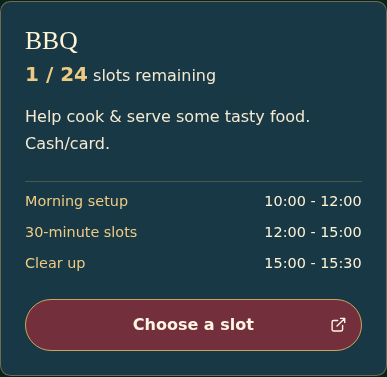 BBQ
1 / 24 slots remaining
Help cook & serve some tasty food.
Cash/card.
Morning setup 10:00 - 12:00
30-minute slots 12:00 - 15:00
Clear up 15:00 - 15:30
Choose a slot